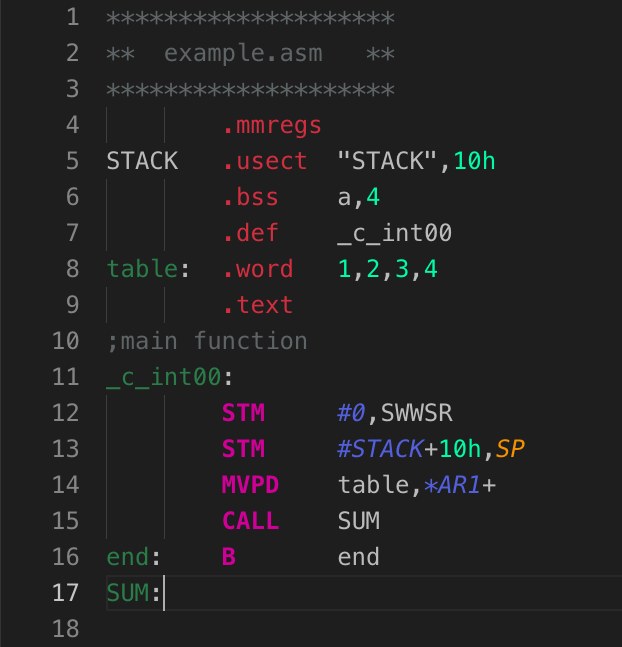 1 ********************
2 ** example.asm **
3 ********************
4 .mmregs
5 STACK .usect "STACK",10h
6 .bss a,4
7 .def _c_int00
8 table: .word 1,2,3,4
9 .text
10 ;main function
11 _c_int00:
12 STM #0,SWWSR
13 STM #STACK+10h,SP
14 MVPD table,*AR1+
15 CALL SUM
16 end: B end
17 SUM:
18